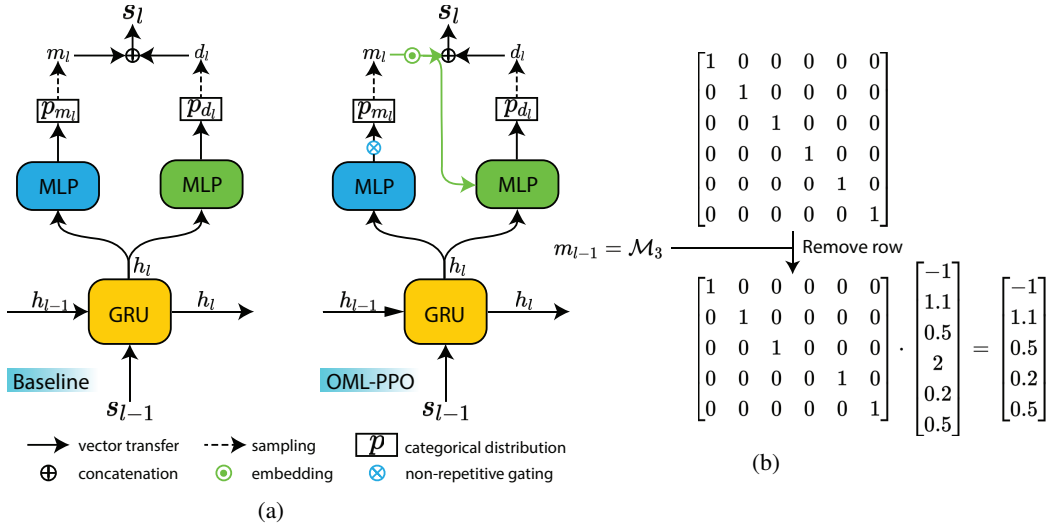 s_l
m_l
d_l
p_{m_l}
p_{d_l}
MLP
MLP
h_l
h_{l−1}
GRU
h_l
Baseline
s_{l−1}
s_l
m_l
d_l
p_{m_l}
p_{d_l}
MLP
MLP
h_l
h_{l−1}
GRU
h_l
OML-PPO
s_{l−1}
vector transfer
sampling
p categorical distribution
concatenation
embedding
non-repetitive gating
(a)
1 0 0 0 0 0
0 1 0 0 0 0
0 0 1 0 0 0
0 0 0 1 0 0
0 0 0 0 1 0
0 0 0 0 0 1
m_{l−1} = M_3
Remove row
1 0 0 0 0 0
0 1 0 0 0 0
0 0 1 0 0 0
0 0 0 0 1 0
0 0 0 0 0 1
·
−1
1.1
0.5
2
0.2
0.5
=
−1
1.1
0.5
0.2
0.5
(b)